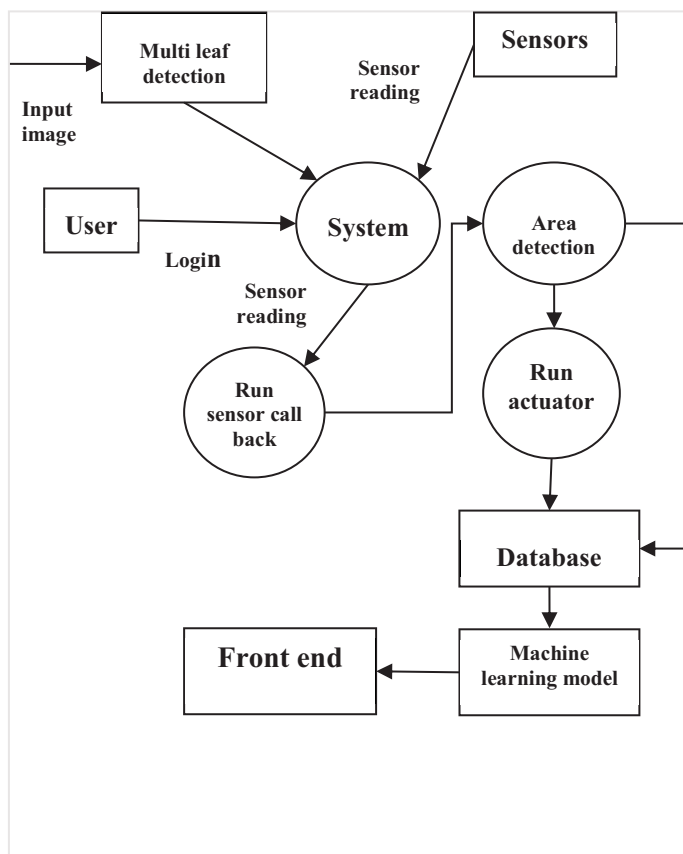 Multi leaf
detection
Sensors
Sensor
reading
Input
image
User
System
Area
detection
Login
Sensor
reading
Run
sensor call
back
Run
actuator
Database
Front end
Machine
learning model